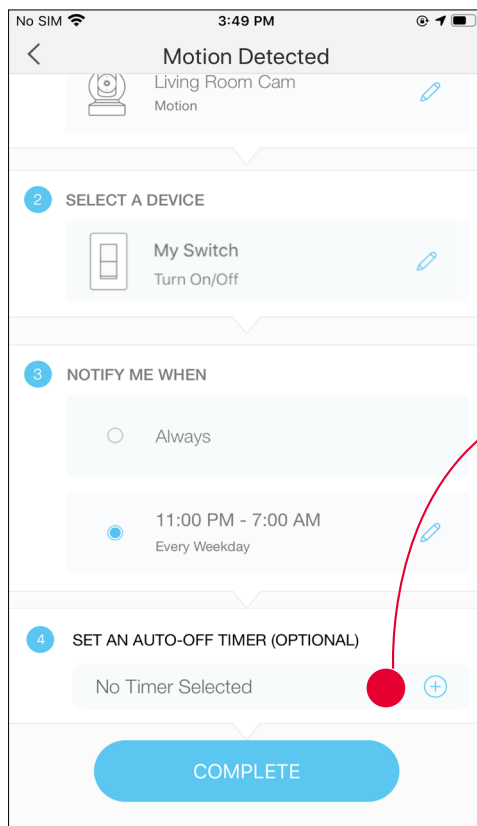 No SIM 3:49 PM
Motion Detected
Living Room Cam
Motion
2 SELECT A DEVICE
My Switch
Turn On/Off
3 NOTIFY ME WHEN
Always
11:00 PM - 7:00 AM
Every Weekday
4 SET AN AUTO-OFF TIMER (OPTIONAL)
No Timer Selected
COMPLETE